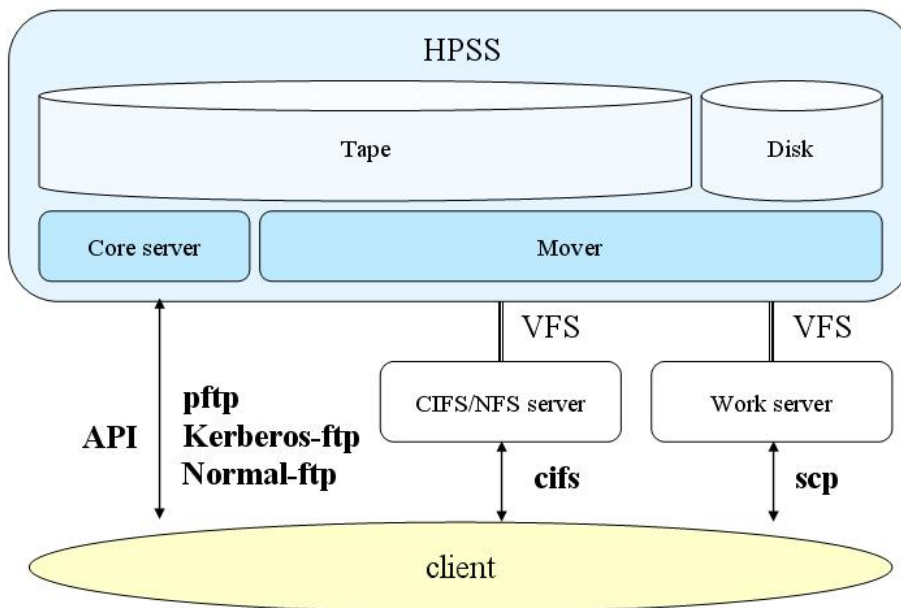 HPSS
Tape
Disk
Core server
Mover
VFS
VFS
CIFS/NFS server
Work server
API
pftp
Kerberos-ftp
Normal-ftp
cifs
scp
client